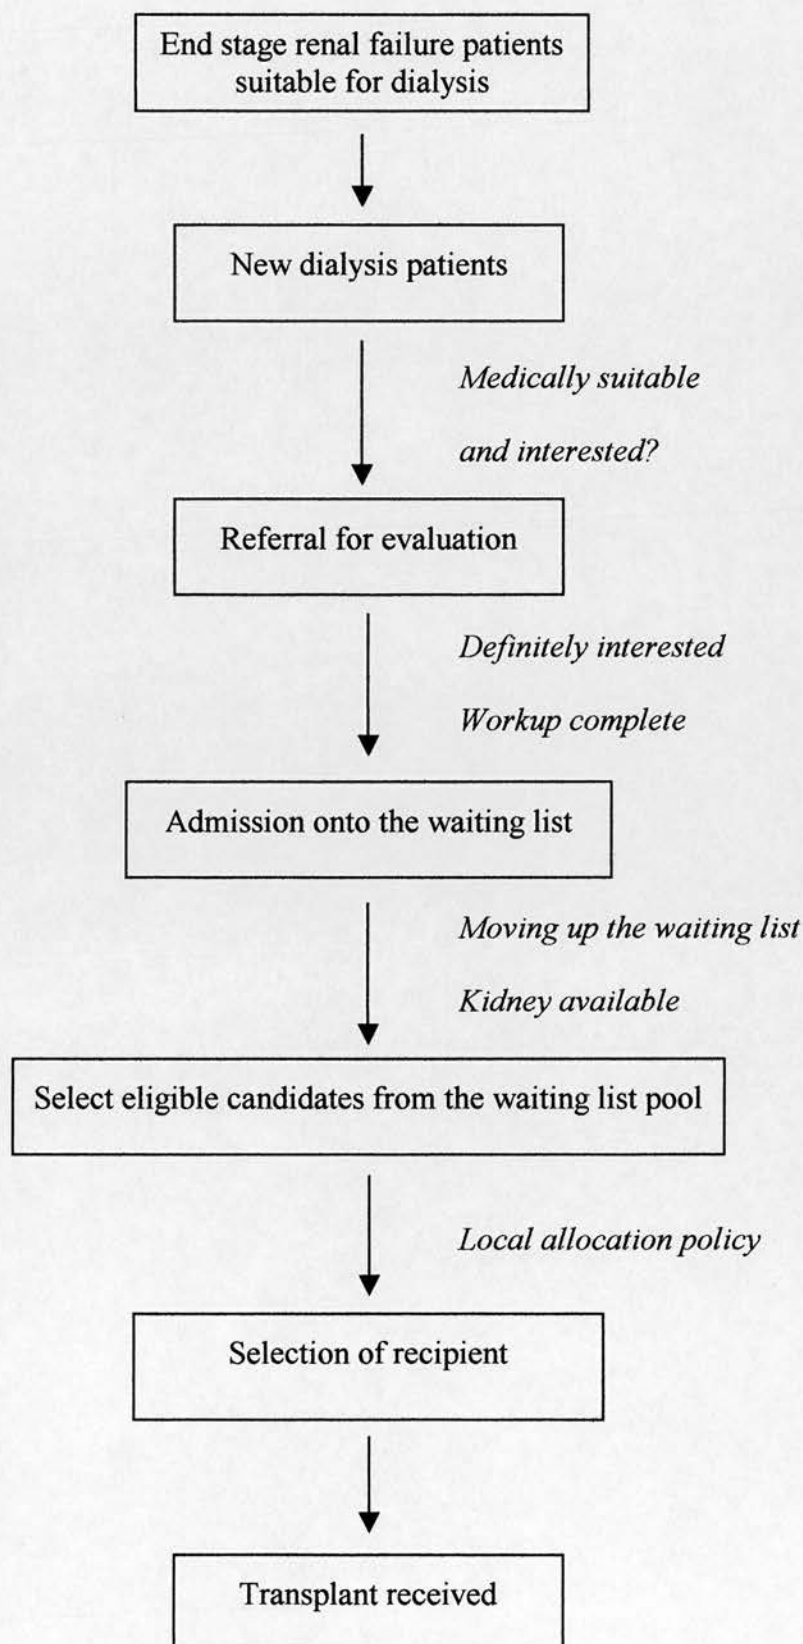 End stage renal failure patients
suitable for dialysis
New dialysis patients
Medically suitable
and interested?
Referral for evaluation
Definitely interested
Workup complete
Admission onto the waiting list
Moving up the waiting list
Kidney available
Select eligible candidates from the waiting list pool
Local allocation policy
Selection of recipient
Transplant received